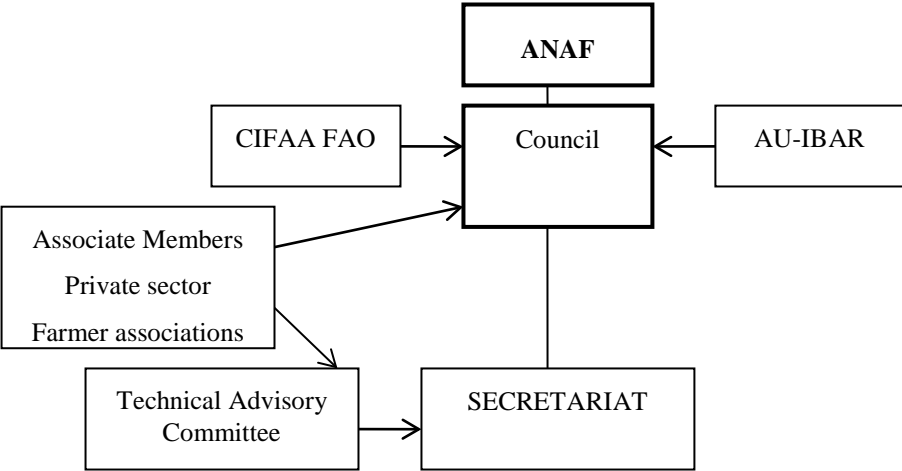 ANAF
CIFAA FAO
Council
AU-IBAR
Associate Members
Private sector
Farmer associations
Technical Advisory
Committee
SECRETARIAT